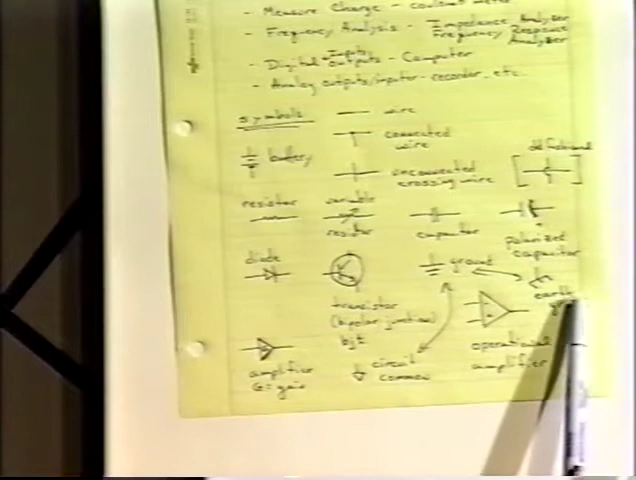 - Measure Charge - coulomb meter
- Frequency Analysis - Impedance Analyzer
Frequency Response
Analyzer
- Digital Inputs
Outputs - Computer
- Analog outputs/inputs - recorder, etc.
symbols
wire
connected
wire
battery
unconnected
crossing wire
old fashioned
resistor
variable
resistor
capacitor
polarized
capacitor
diode
ground
earth
transistor
(bipolar junction)
bjt
operational
amplifier
amplifier
G = gain
circuit
common